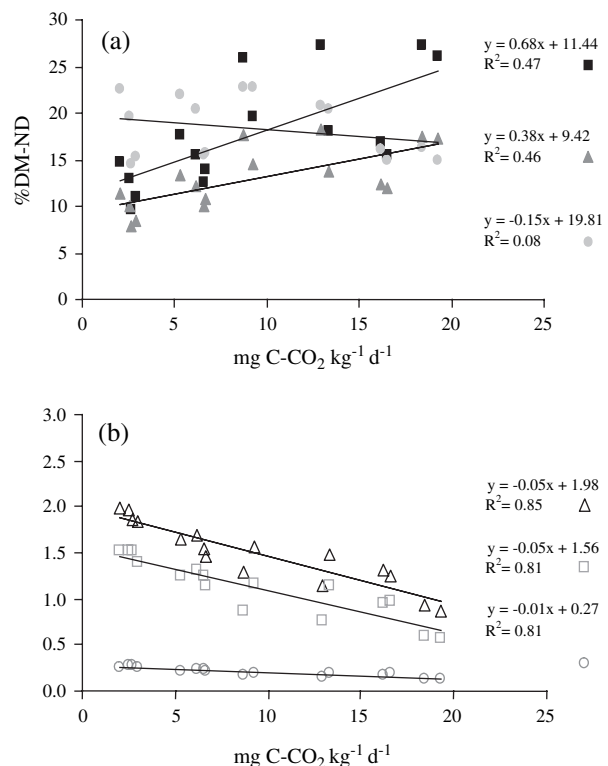 (a)
%DM-ND
30
25
20
15
10
5
0
0 5 10 15 20 25
mg C-CO₂ kg⁻¹ d⁻¹
y = 0.68x + 11.44
R² = 0.47
y = 0.38x + 9.42
R² = 0.46
y = -0.15x + 19.81
R² = 0.08
(b)
3.0
2.5
2.0
1.5
1.0
0.5
0.0
0 5 10 15 20 25
mg C-CO₂ kg⁻¹ d⁻¹
y = -0.05x + 1.98
R² = 0.85
y = -0.05x + 1.56
R² = 0.81
y = -0.01x + 0.27
R² = 0.81